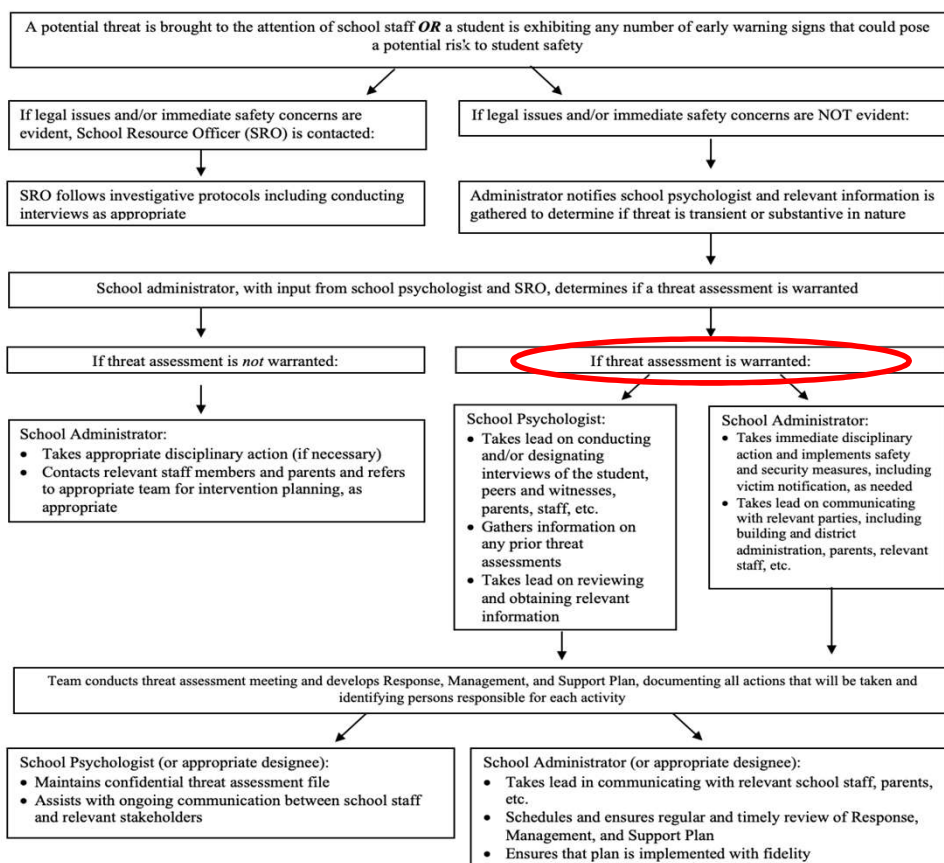 A potential threat is brought to the attention of school staff OR a student is exhibiting any number of early warning signs that could pose
a potential risk to student safety
If legal issues and/or immediate safety concerns are
evident, School Resource Officer (SRO) is contacted:
If legal issues and/or immediate safety concerns are NOT evident:
SRO follows investigative protocols including conducting
interviews as appropriate
Administrator notifies school psychologist and relevant information is
gathered to determine if threat is transient or substantive in nature
School administrator, with input from school psychologist and SRO, determines if a threat assessment is warranted
If threat assessment is not warranted:
If threat assessment is warranted:
School Administrator:
• Takes appropriate disciplinary action (if necessary)
• Contacts relevant staff members and parents and refers
to appropriate team for intervention planning, as
appropriate
School Psychologist:
• Takes lead on conducting
and/or designating
interviews of the student,
peers and witnesses,
parents, staff, etc.
• Gathers information on
any prior threat
assessments
• Takes lead on reviewing
and obtaining relevant
information
School Administrator:
• Takes immediate disciplinary
action and implements safety
and security measures, including
victim notification, as needed
• Takes lead on communicating
with relevant parties, including
building and district
administration, parents, relevant
staff, etc.
Team conducts threat assessment meeting and develops Response, Management, and Support Plan, documenting all actions that will be taken and
identifying persons responsible for each activity
School Psychologist (or appropriate designee):
• Maintains confidential threat assessment file
• Assists with ongoing communication between school staff
and relevant stakeholders
School Administrator (or appropriate designee):
• Takes lead in communicating with relevant school staff, parents,
etc.
• Schedules and ensures regular and timely review of Response,
Management, and Support Plan
• Ensures that plan is implemented with fidelity